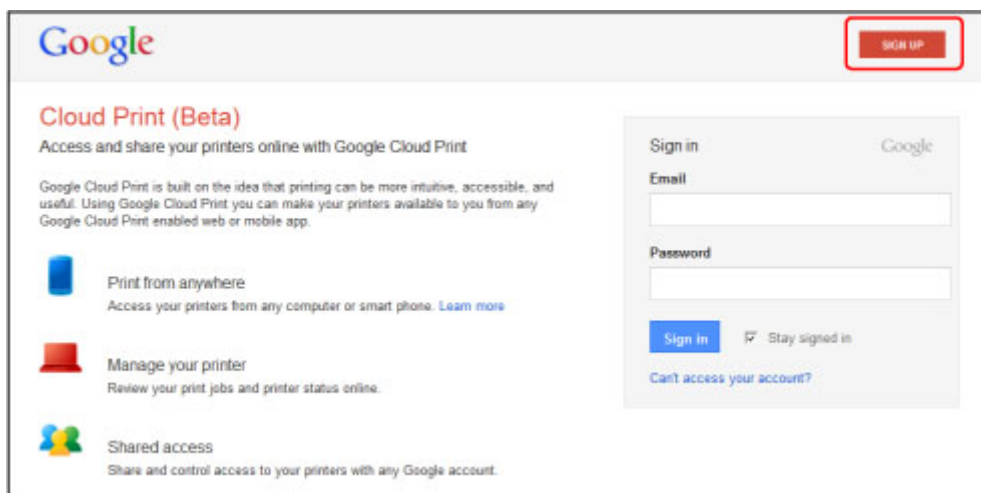 Google
SIGN UP
Cloud Print (Beta)
Access and share your printers online with Google Cloud Print
Google Cloud Print is built on the idea that printing can be more intuitive, accessible, and
useful. Using Google Cloud Print you can make your printers available to you from any
Google Cloud Print enabled web or mobile app.
Print from anywhere
Access your printers from any computer or smart phone. Learn more
Manage your printer
Review your print jobs and printer status online.
Shared access
Share and control access to your printers with any Google account.
Sign in Google
Email
Password
Sign in Stay signed in
Can't access your account?